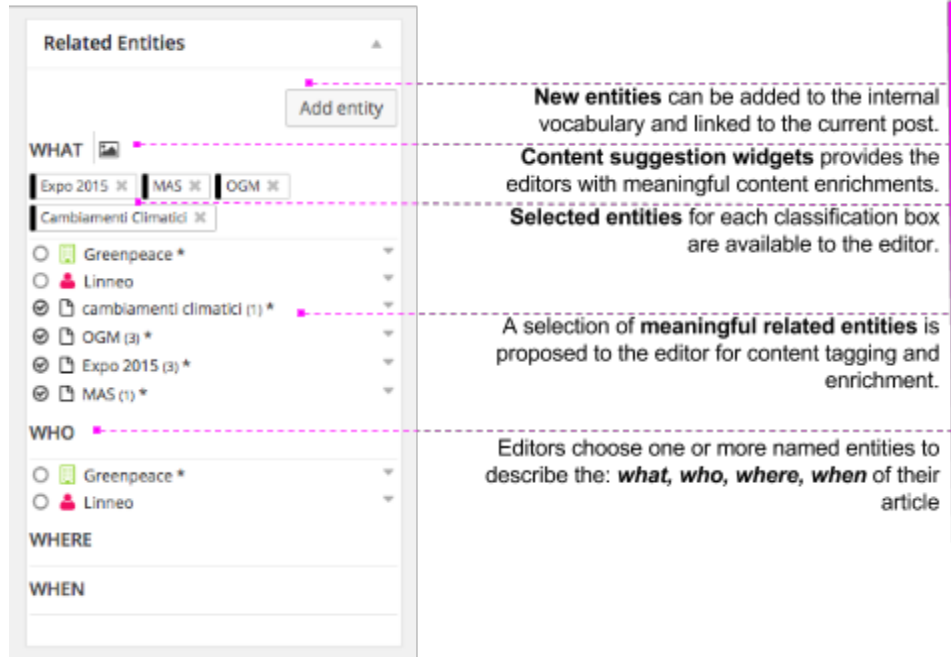 Related Entities
Add entity
WHAT
Expo 2015 MAS OGM
Cambiamenti Climatici
Greenpeace *
Linneo
cambiamenti climatici (1) *
OGM (3) *
Expo 2015 (3) *
MAS (1) *
WHO
Greenpeace *
Linneo
WHERE
WHEN
New entities can be added to the internal
vocabulary and linked to the current post.
Content suggestion widgets provides the
editors with meaningful content enrichments.
Selected entities for each classification box
are available to the editor.
A selection of meaningful related entities is
proposed to the editor for content tagging and
enrichment.
Editors choose one or more named entities to
describe the: what, who, where, when of their
article